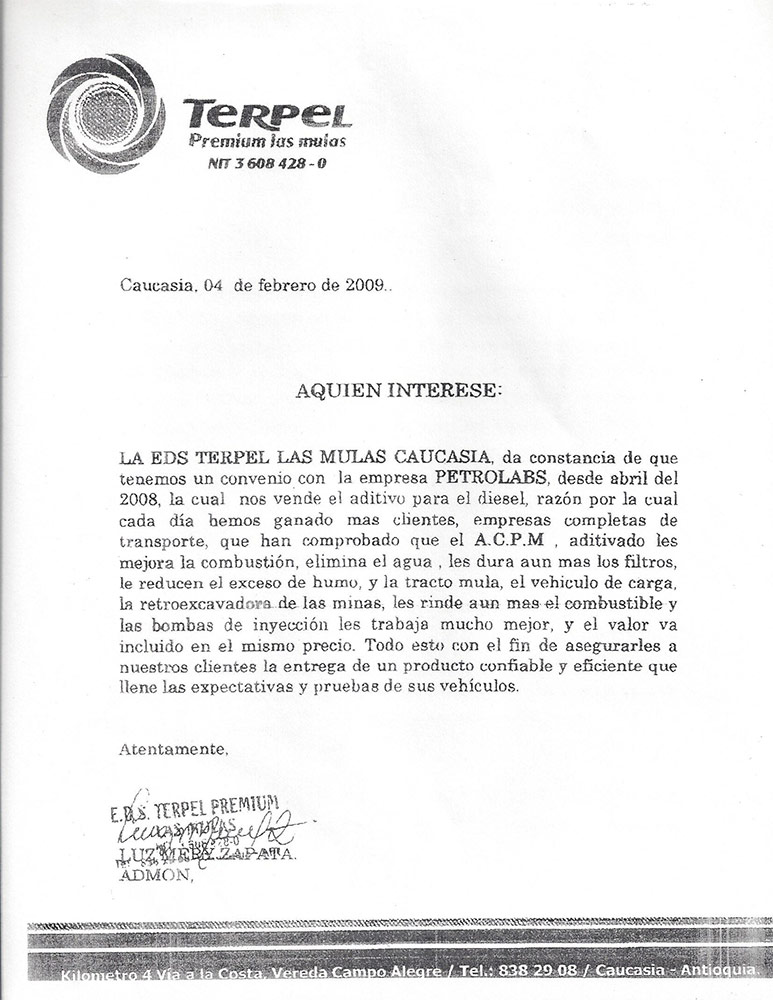 TERPEL
Premium las mulas
NIT 3 608 428 - 0
Caucasia, 04 de febrero de 2009..
AQUIEN INTERESE:
LA EDS TERPEL LAS MULAS CAUCASIA, da constancia de que
tenemos un convenio con la empresa PETROLABS, desde abril del
2008, la cual nos vende el aditivo para el diesel, razón por la cual
cada día hemos ganado mas clientes, empresas completas de
transporte, que han comprobado que el A.C.P.M , aditivado les
mejora la combustión, elimina el agua , les dura aun mas los filtros,
le reducen el exceso de humo, y la tracto mula, el vehiculo de carga,
la retroexcavadora de las minas, les rinde aun mas el combustible y
las bombas de inyección les trabaja mucho mejor, y el valor va
incluido en el mismo precio. Todo esto con el fin de asegurarles a
nuestros clientes la entrega de un producto confiable y eficiente que
llene las expectativas y pruebas de sus vehículos.
Atentamente,
E.D.S. TERPEL PREMIUM
LAS MULAS
LUZ MERY ZAPATA.
ADMON,
Kilometro 4 Vía a la Costa, Vereda Campo Alegre / Tel.: 838 29 08 / Caucasia - Antioquia.